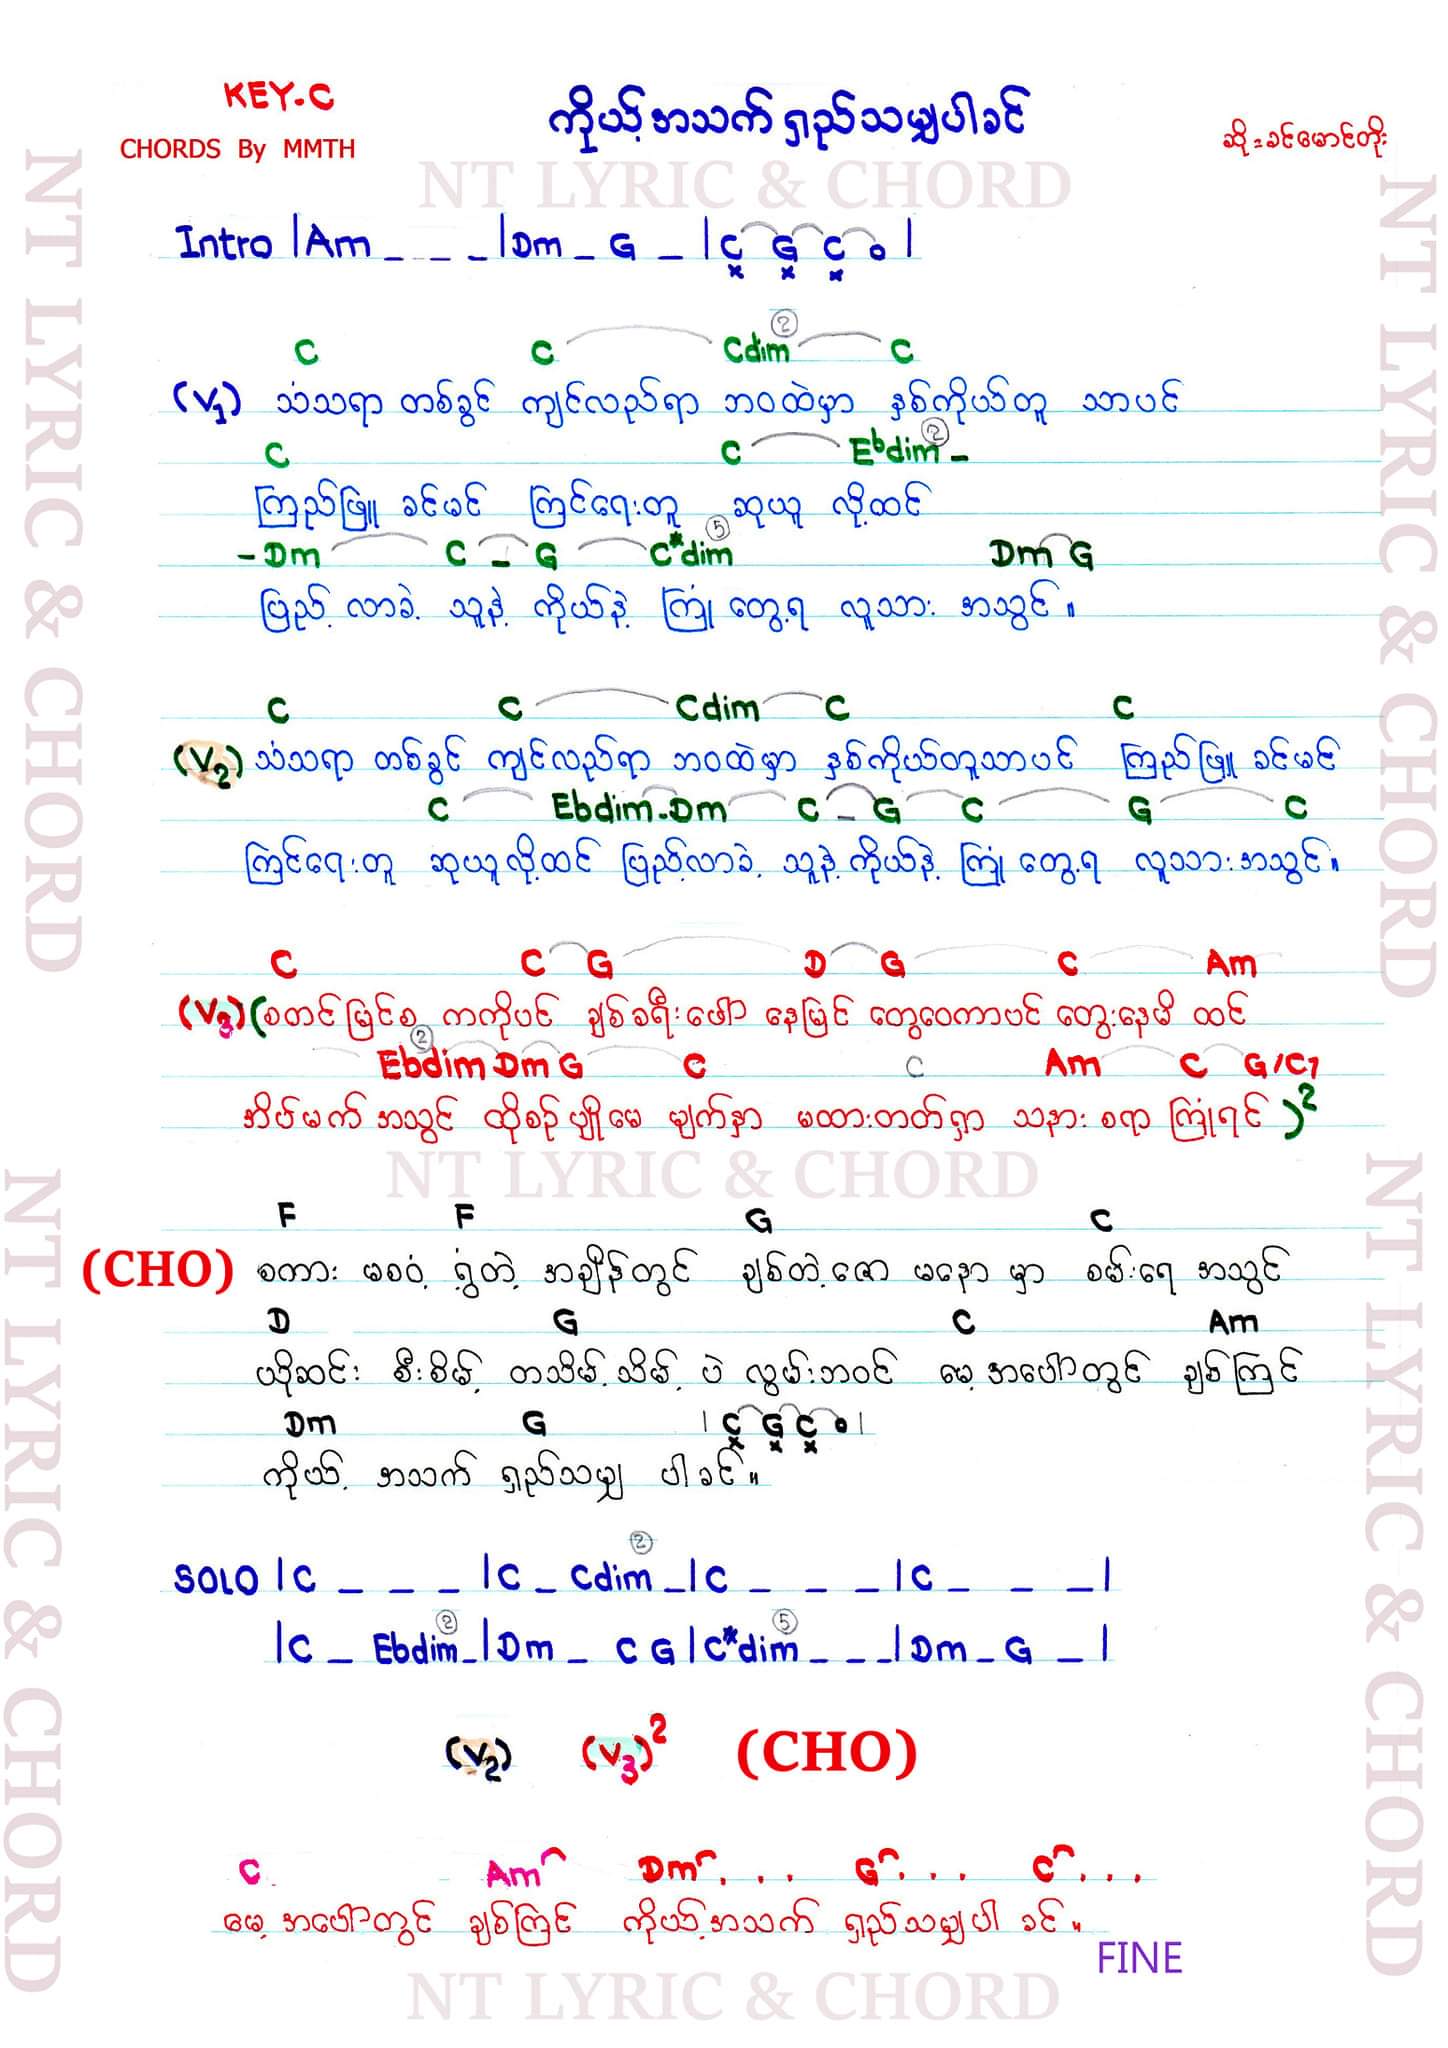 KEY-C
ကိုယ့်အသက်ရှည်သမျှပါခင်
CHORDS By MMTH
ဆို = ခင်မောင်တိုး
NT LYRIC & CHORD
NT LYRIC & CHORD
NT LYRIC & CHORD
Intro |Am _ _ _ |Dm _ G _ |C G C o |
C C Cdim ② C
(V1) သံသရာ တစ်ခွင် ကျင်လည်ရာ ဘဝထဲမှာ နှစ်ကိုယ်တူ သာပင်
C C Ebdim ② -
ကြည်ဖြူ ခင်မင် ကြင်ရေးတူ ဆုယူ လို့ထင်
- Dm C - G C#dim ⑤ Dm G
ပြည့် လာခဲ့ သူနဲ့ ကိုယ်နဲ့ ကြုံ တွေ့ရ လူသား အသွင်။
C C Cdim C C
(V2) သံသရာ တစ်ခွင် ကျင်လည်ရာ ဘဝထဲမှာ နှစ်ကိုယ်တူသာပင် ကြည်ဖြူ ခင်မင်
C Ebdim - Dm C - G C G C
ကြင်ရေးတူ ဆုယူလို့ထင် ပြည့်လာခဲ့ သူနဲ့ ကိုယ်နဲ့ ကြုံ တွေ့ရ လူသားအသွင်။
C C G D G C Am
(V3) (စတင်မြင်စ ကကိုပင် ချစ်ခရီးဖေါ် နေမြင် တွေဝေကာပင် တွေးနေမိ ထင်
Ebdim ② Dm G C C Am C G/C7
အိပ်မက်အသွင် ထိုစဉ်ပျိုမေ မျက်နှာ မထားတတ်ရှာ သနားစရာ ကြုံရင် )2
NT LYRIC & CHORD
NT LYRIC & CHORD
NT LYRIC & CHORD
F F G C
(CHO) စကား မစဝံ့ ရွံ့တဲ့ အချိန်တွင် ချစ်တဲ့ဇော မနော မှာ စမ်းရေ အသွင်
D G C Am
ယိုဆင်း စီးစိမ့် တသိမ့်သိမ့် ပဲ လွမ်းဘဝင် မေ့အပေါ်တွင် ချစ်ကြင်
Dm G | C G C o |
ကိုယ့် အသက် ရှည်သမျှ ပါခင်။
SOLO |C _ _ _ |C _ Cdim ② _ |C _ _ _ |C _ _ _ |
|C _ Ebdim ② _ |Dm _ C G |C#dim ⑤ _ _ _ |Dm _ G _ |
(V2) (V3)2 (CHO)
C Am Dm . . . G . . . C . . .
မေ့အပေါ်တွင် ချစ်ကြင် ကိုယ့်အသက် ရှည်သမျှပါ ခင်။
FINE
NT LYRIC & CHORD